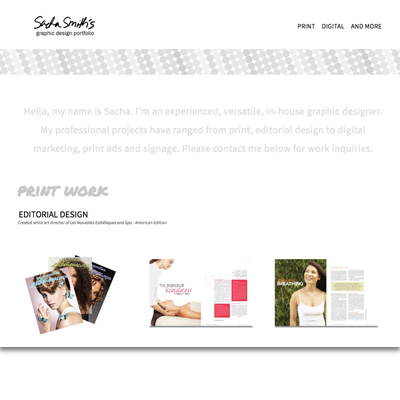 Sacha Smith's
graphic design portfolio
PRINT DIGITAL AND MORE
Hello, my name is Sacha. I'm an experienced, versatile, in-house graphic designer.
My professional projects have ranged from print, editorial design to digital
marketing, print ads and signage. Please contact me below for work inquiries.
PRINT WORK
EDITORIAL DESIGN
Created while art director of Les Nouvelles Esthétiques and Spa - American Edition
THE POWER OF
kindness
BREATHING